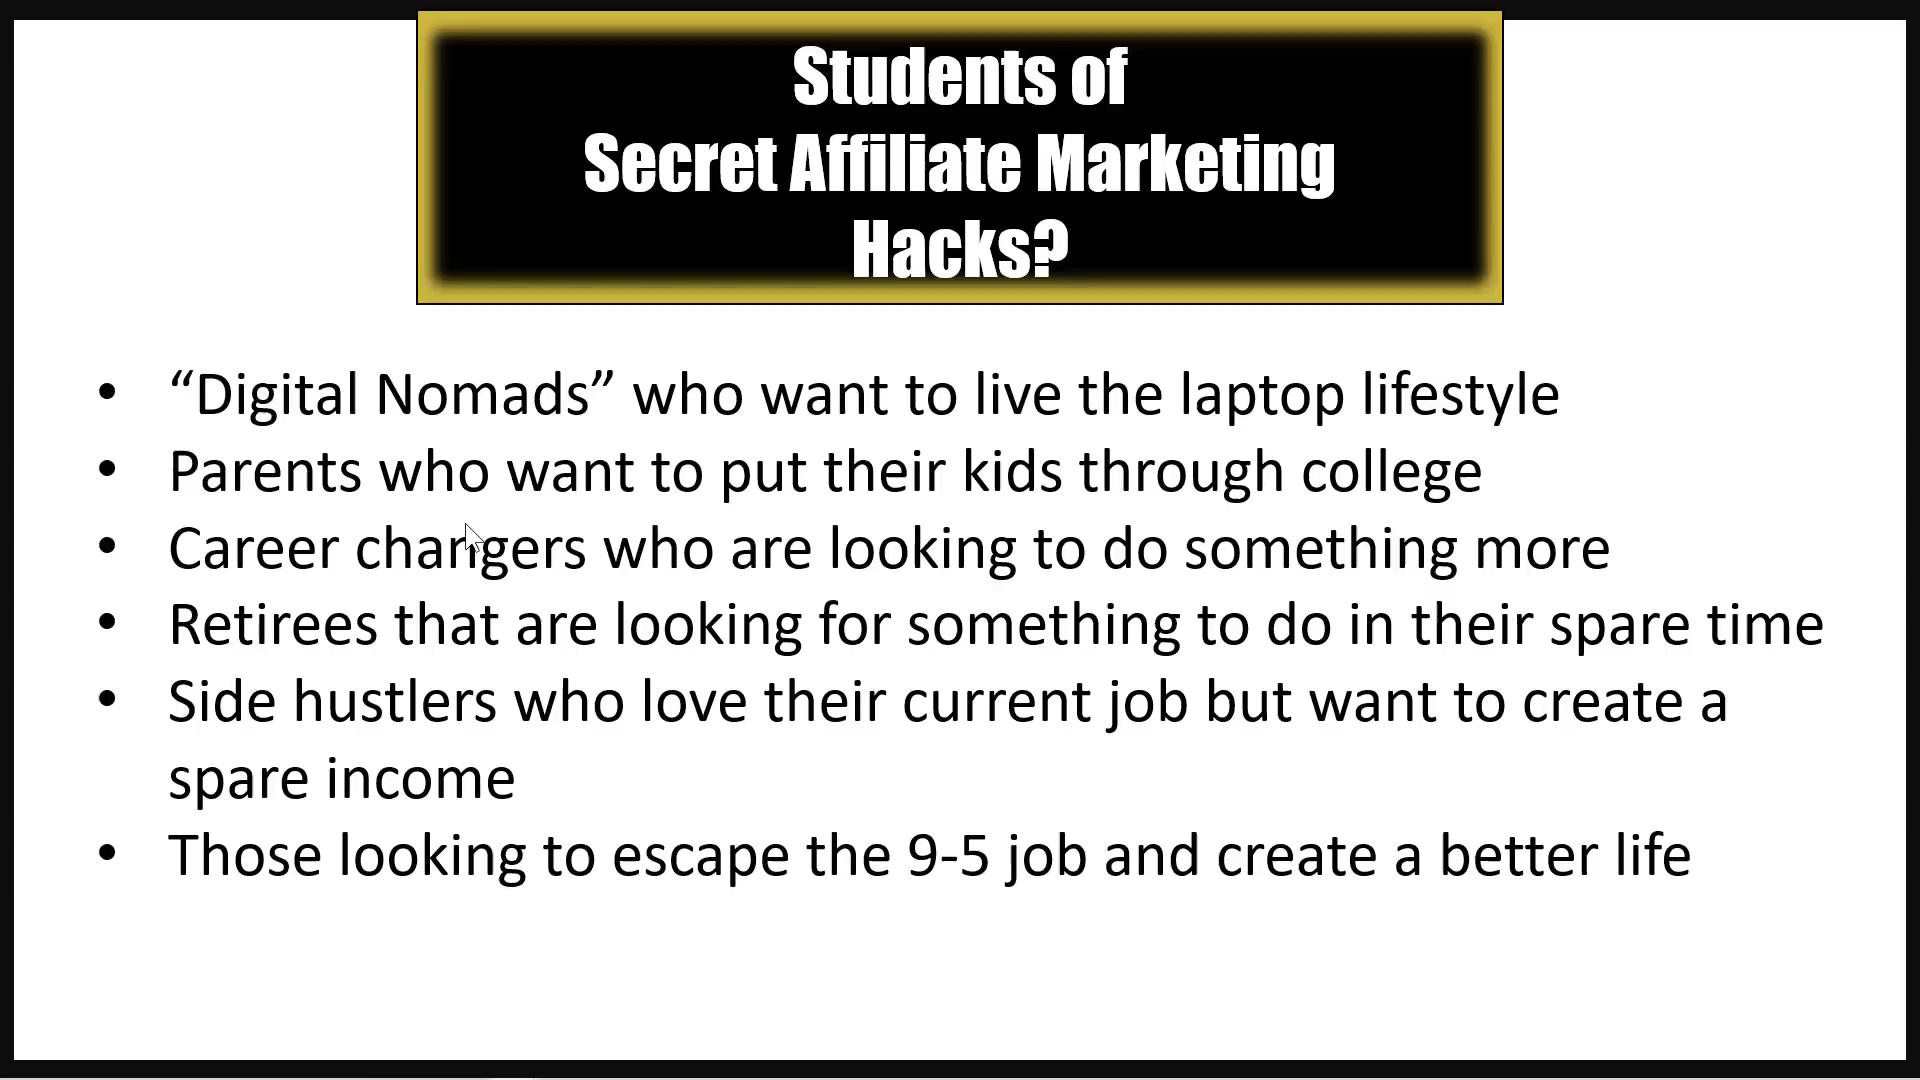 Students of
Secret Affiliate Marketing
Hacks?
• “Digital Nomads” who want to live the laptop lifestyle
• Parents who want to put their kids through college
• Career changers who are looking to do something more
• Retirees that are looking for something to do in their spare time
• Side hustlers who love their current job but want to create a
spare income
• Those looking to escape the 9-5 job and create a better life